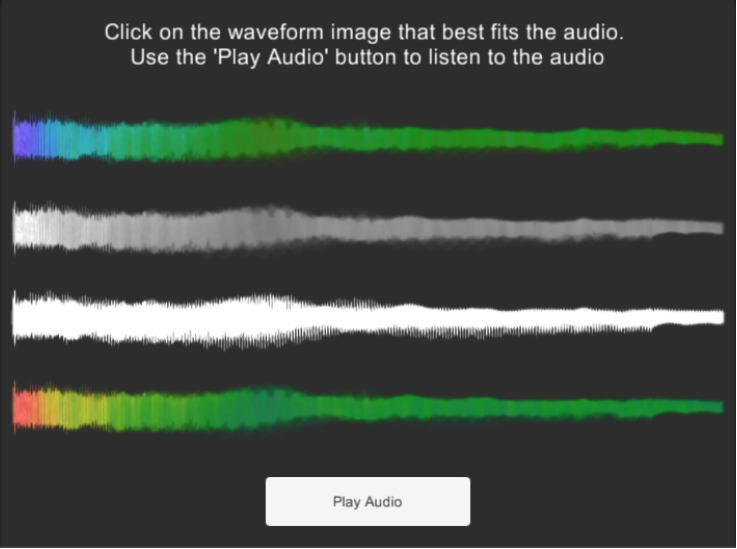 Click on the waveform image that best fits the audio.
Use the 'Play Audio' button to listen to the audio
Play Audio